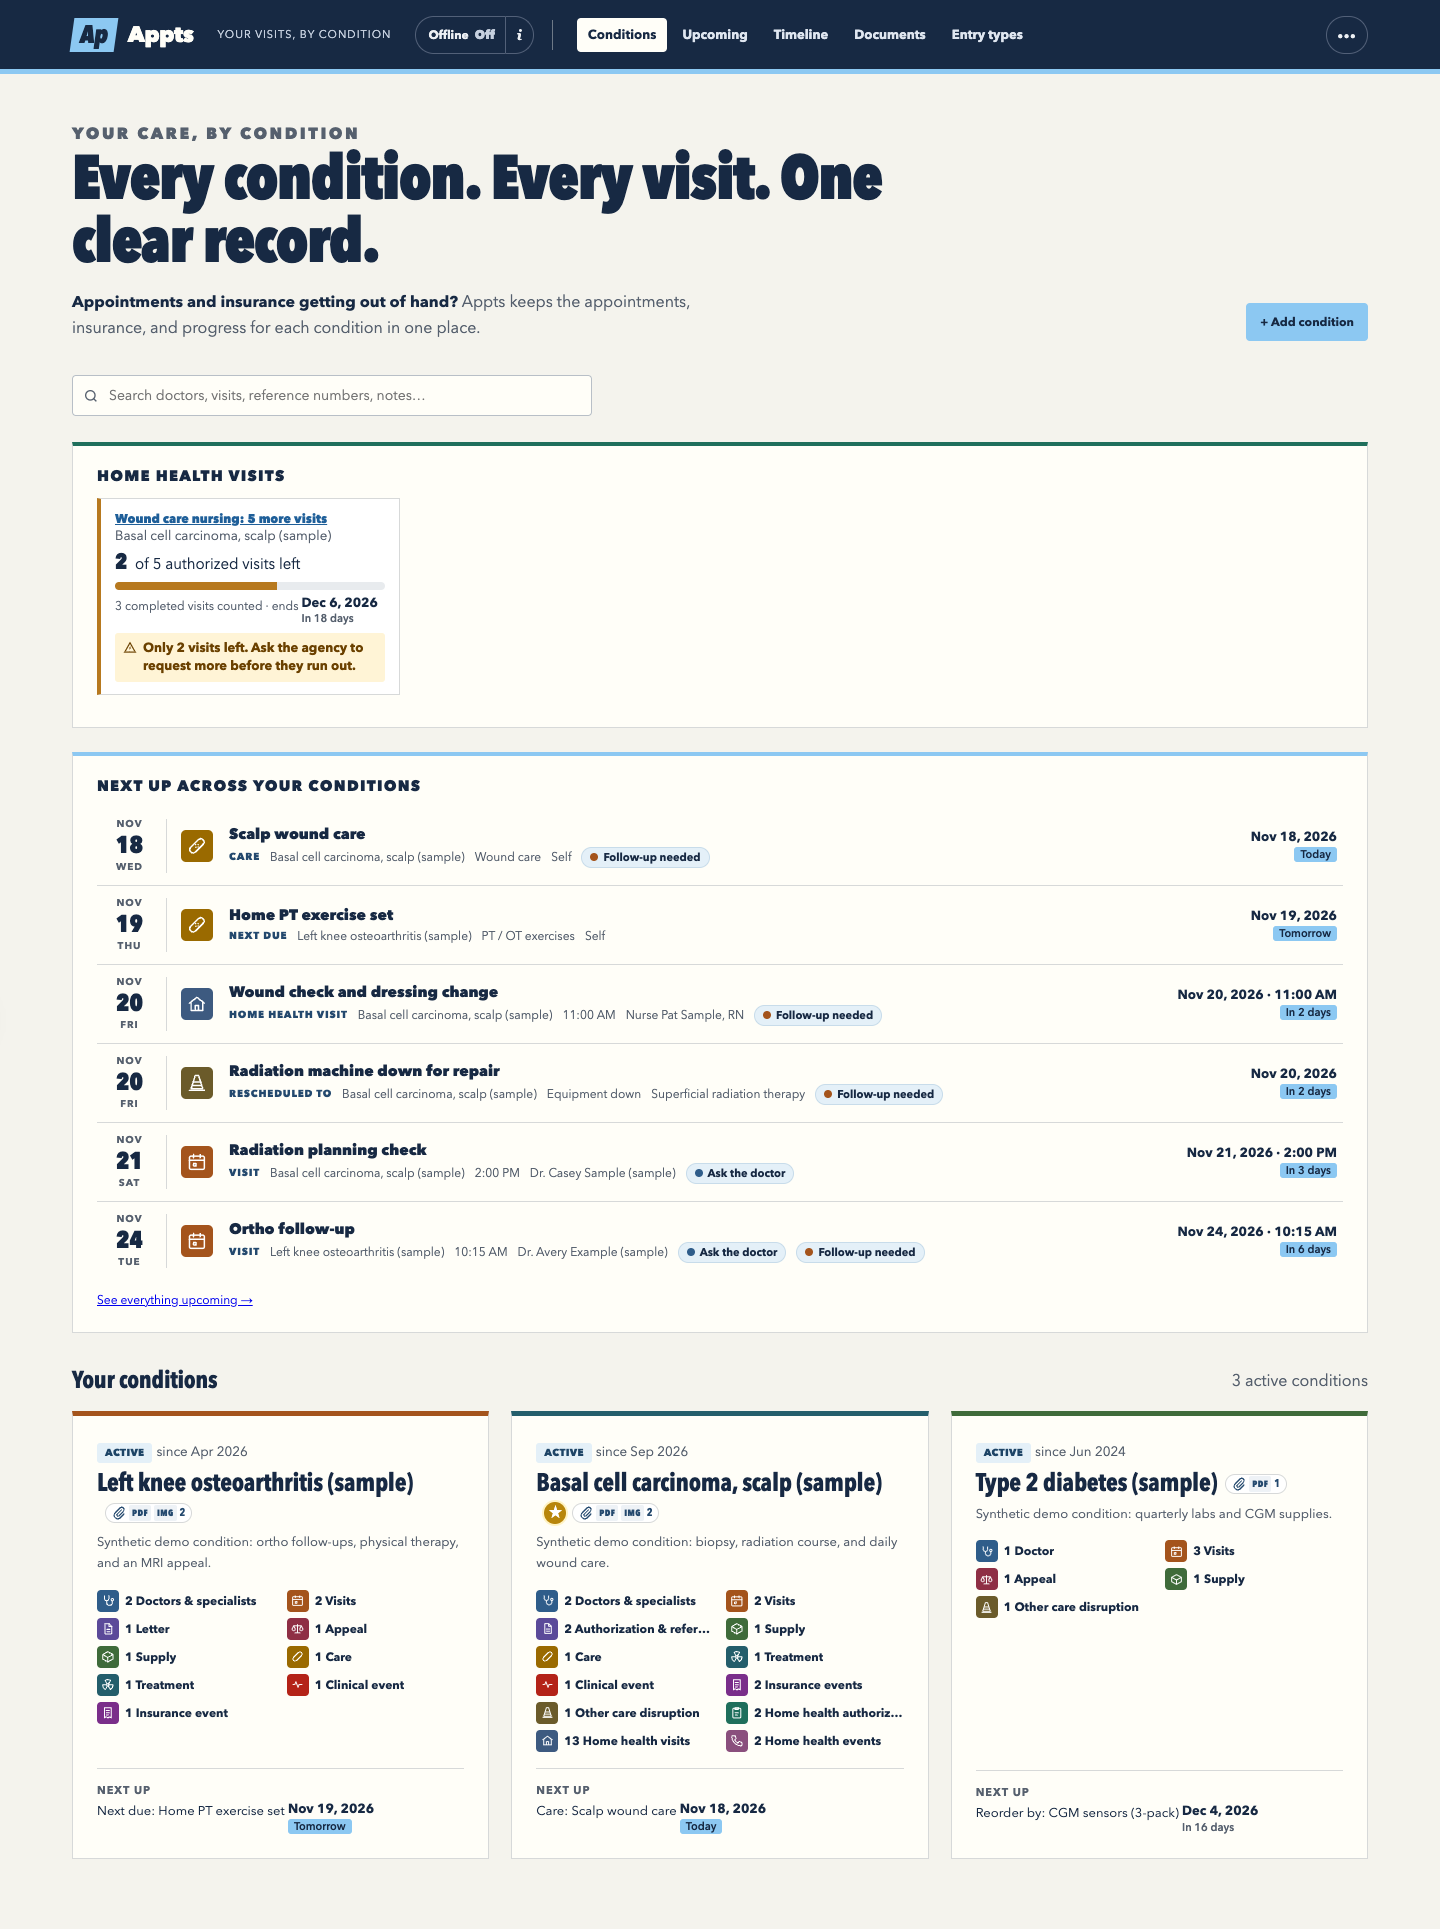 Ap Appts YOUR VISITS, BY CONDITION Offline Off i Conditions Upcoming Timeline Documents Entry types
YOUR CARE, BY CONDITION
Every condition. Every visit. One
clear record.
Appointments and insurance getting out of hand? Appts keeps the appointments,
insurance, and progress for each condition in one place.
+ Add condition
Search doctors, visits, reference numbers, notes…
HOME HEALTH VISITS
Wound care nursing: 5 more visits
Basal cell carcinoma, scalp (sample)
2 of 5 authorized visits left
3 completed visits counted · ends Dec 6, 2026
In 18 days
Only 2 visits left. Ask the agency to
request more before they run out.
NEXT UP ACROSS YOUR CONDITIONS
NOV
18
WED
Scalp wound care
CARE Basal cell carcinoma, scalp (sample) Wound care Self Follow-up needed
Nov 18, 2026
Today
NOV
19
THU
Home PT exercise set
NEXT DUE Left knee osteoarthritis (sample) PT / OT exercises Self
Nov 19, 2026
Tomorrow
NOV
20
FRI
Wound check and dressing change
HOME HEALTH VISIT Basal cell carcinoma, scalp (sample) 11:00 AM Nurse Pat Sample, RN Follow-up needed
Nov 20, 2026 · 11:00 AM
In 2 days
NOV
20
FRI
Radiation machine down for repair
RESCHEDULED TO Basal cell carcinoma, scalp (sample) Equipment down Superficial radiation therapy Follow-up needed
Nov 20, 2026
In 2 days
NOV
21
SAT
Radiation planning check
VISIT Basal cell carcinoma, scalp (sample) 2:00 PM Dr. Casey Sample (sample) Ask the doctor
Nov 21, 2026 · 2:00 PM
In 3 days
NOV
24
TUE
Ortho follow-up
VISIT Left knee osteoarthritis (sample) 10:15 AM Dr. Avery Example (sample) Ask the doctor Follow-up needed
Nov 24, 2026 · 10:15 AM
In 6 days
See everything upcoming →
Your conditions
3 active conditions
ACTIVE since Apr 2026
Left knee osteoarthritis (sample)
PDF IMG 2
Synthetic demo condition: ortho follow-ups, physical therapy,
and an MRI appeal.
2 Doctors & specialists 2 Visits
1 Letter 1 Appeal
1 Supply 1 Care
1 Treatment 1 Clinical event
1 Insurance event
NEXT UP
Next due: Home PT exercise set Nov 19, 2026
Tomorrow
ACTIVE since Sep 2026
Basal cell carcinoma, scalp (sample)
PDF IMG 2
Synthetic demo condition: biopsy, radiation course, and daily
wound care.
2 Doctors & specialists 2 Visits
2 Authorization & refer… 1 Supply
1 Care 1 Treatment
1 Clinical event 2 Insurance events
1 Other care disruption 2 Home health authoriz…
13 Home health visits 2 Home health events
NEXT UP
Care: Scalp wound care Nov 18, 2026
Today
ACTIVE since Jun 2024
Type 2 diabetes (sample) PDF 1
Synthetic demo condition: quarterly labs and CGM supplies.
1 Doctor 3 Visits
1 Appeal 1 Supply
1 Other care disruption
NEXT UP
Reorder by: CGM sensors (3-pack) Dec 4, 2026
In 16 days